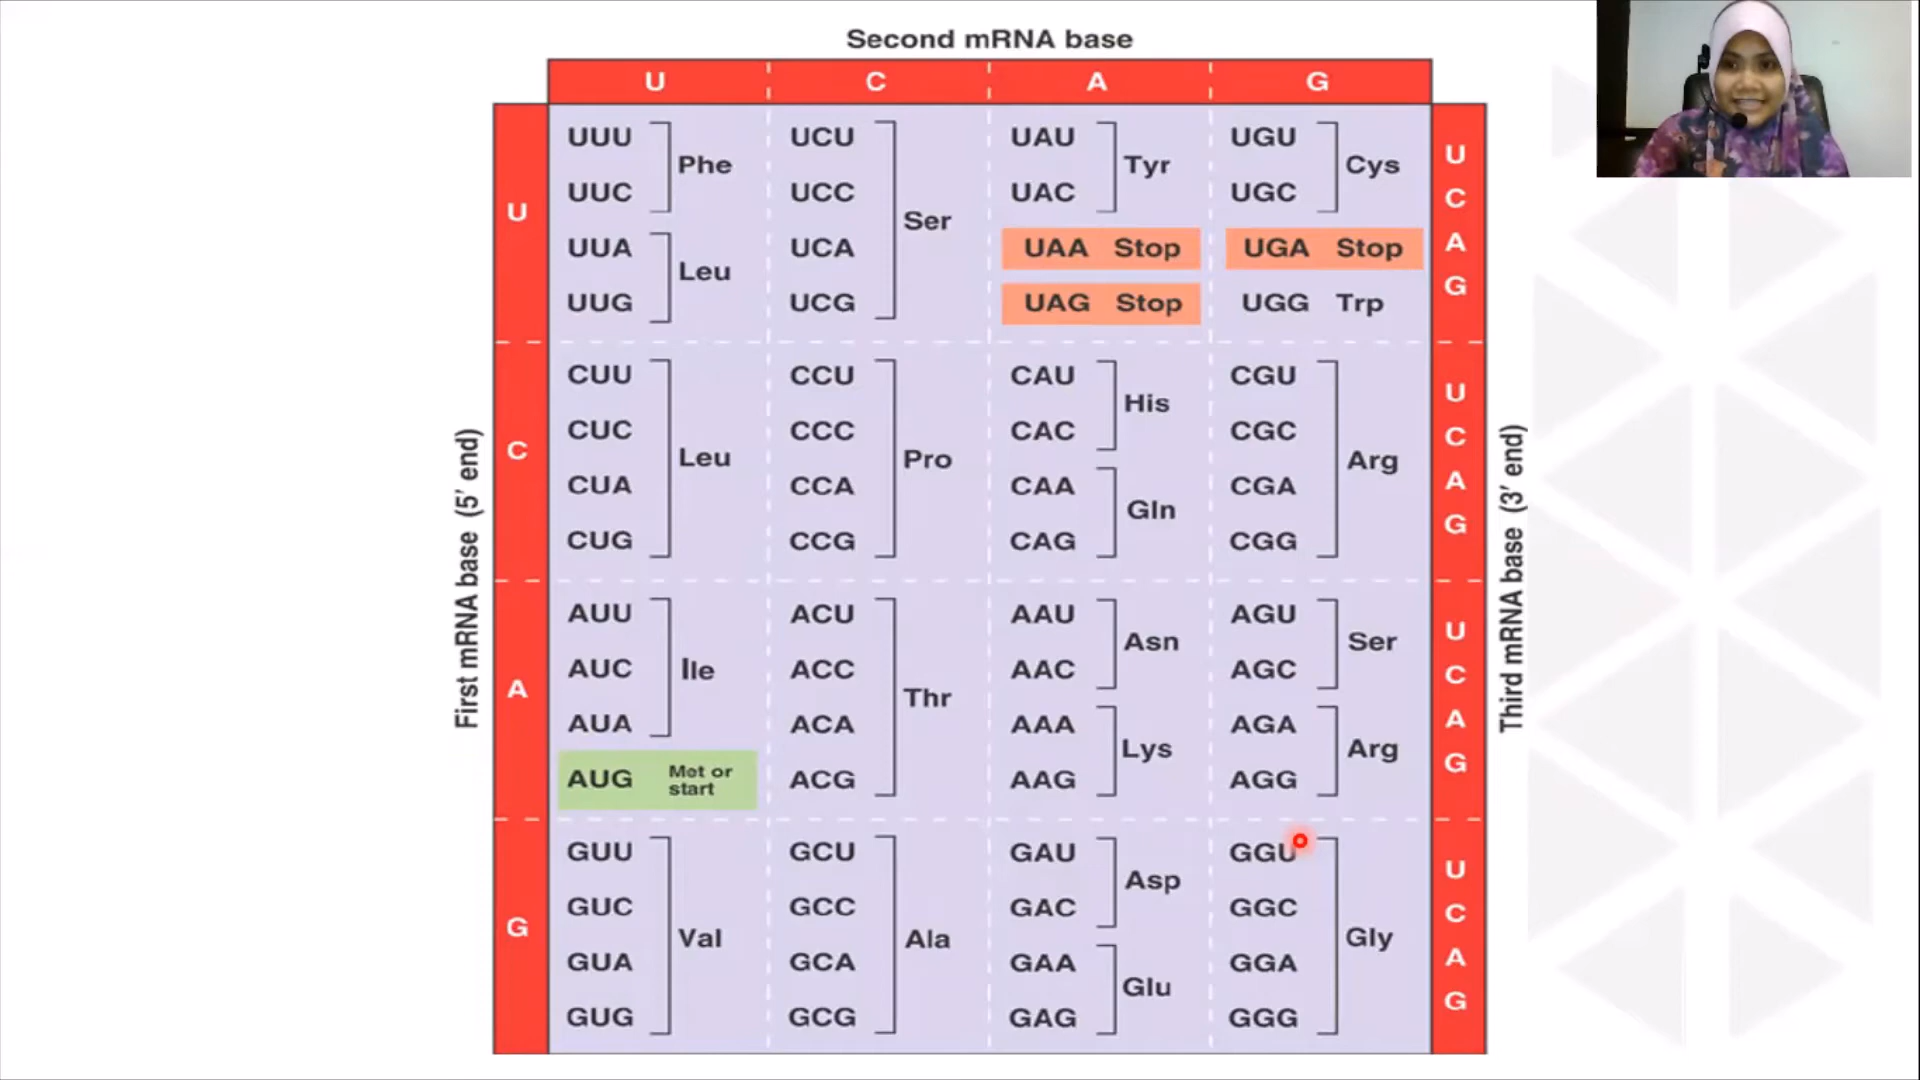 Second mRNA base
U C A G
First mRNA base (5' end)
Third mRNA base (3' end)
U
UUU UCU UAU UGU U
Phe Tyr Cys
UUC UCC UAC UGC C
Ser
UUA UCA UAA Stop UGA Stop A
Leu
UUG UCG UAG Stop UGG Trp G
C
CUU CCU CAU CGU U
His
CUC CCC CAC CGC C
Leu Pro Arg
CUA CCA CAA CGA A
Gln
CUG CCG CAG CGG G
A
AUU ACU AAU AGU U
Asn Ser
AUC ACC AAC AGC C
Ile Thr
AUA ACA AAA AGA A
Lys Arg
AUG Met or start ACG AAG AGG G
G
GUU GCU GAU GGU U
Asp
GUC GCC GAC GGC C
Val Ala Gly
GUA GCA GAA GGA A
Glu
GUG GCG GAG GGG G